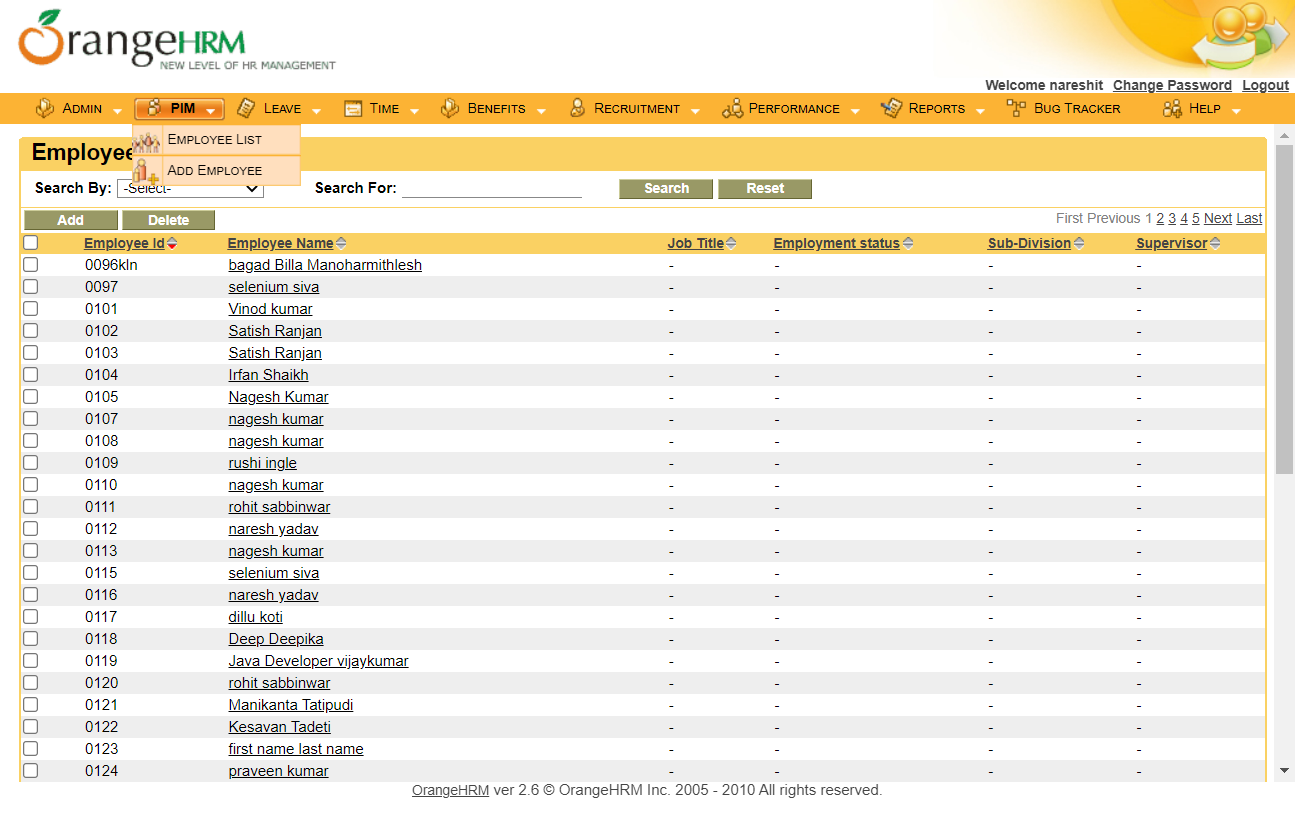 OrangeHRM
NEW LEVEL OF HR MANAGEMENT
Welcome nareshit Change Password Logout
ADMIN PIM LEAVE TIME BENEFITS RECRUITMENT PERFORMANCE REPORTS BUG TRACKER HELP
EMPLOYEE LIST
Employee
ADD EMPLOYEE
Search By: -Select- Search For: Search Reset
Add Delete First Previous 1 2 3 4 5 Next Last
Employee Id Employee Name Job Title Employment status Sub-Division Supervisor
0096kln bagad Billa Manoharmithlesh - - - -
0097 selenium siva - - - -
0101 Vinod kumar - - - -
0102 Satish Ranjan - - - -
0103 Satish Ranjan - - - -
0104 Irfan Shaikh - - - -
0105 Nagesh Kumar - - - -
0107 nagesh kumar - - - -
0108 nagesh kumar - - - -
0109 rushi ingle - - - -
0110 nagesh kumar - - - -
0111 rohit sabbinwar - - - -
0112 naresh yadav - - - -
0113 nagesh kumar - - - -
0115 selenium siva - - - -
0116 naresh yadav - - - -
0117 dillu koti - - - -
0118 Deep Deepika - - - -
0119 Java Developer vijaykumar - - - -
0120 rohit sabbinwar - - - -
0121 Manikanta Tatipudi - - - -
0122 Kesavan Tadeti - - - -
0123 first name last name - - - -
0124 praveen kumar - - - -
OrangeHRM ver 2.6 © OrangeHRM Inc. 2005 - 2010 All rights reserved.